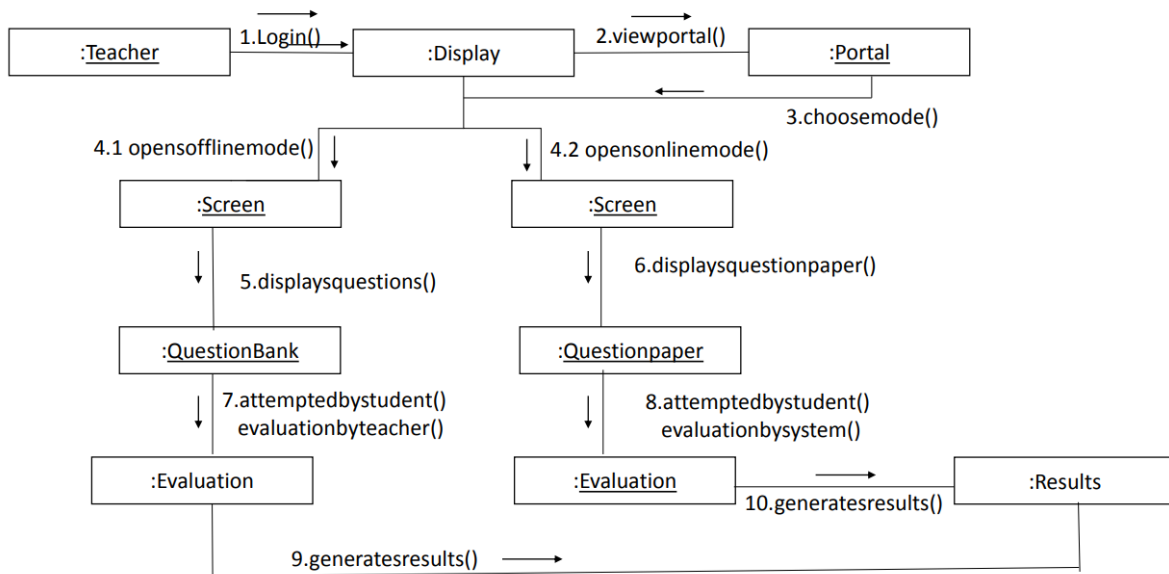 1.Login()
2.viewportal()
:Teacher
:Display
:Portal
3.choosemode()
4.1 opensofflinemode()
4.2 opensonlinemode()
:Screen
:Screen
5.displaysquestions()
6.displaysquestionpaper()
:QuestionBank
:Questionpaper
7.attemptedbystudent()
evaluationbyteacher()
8.attemptedbystudent()
evaluationbysystem()
:Evaluation
:Evaluation
:Results
10.generatesresults()
9.generatesresults()